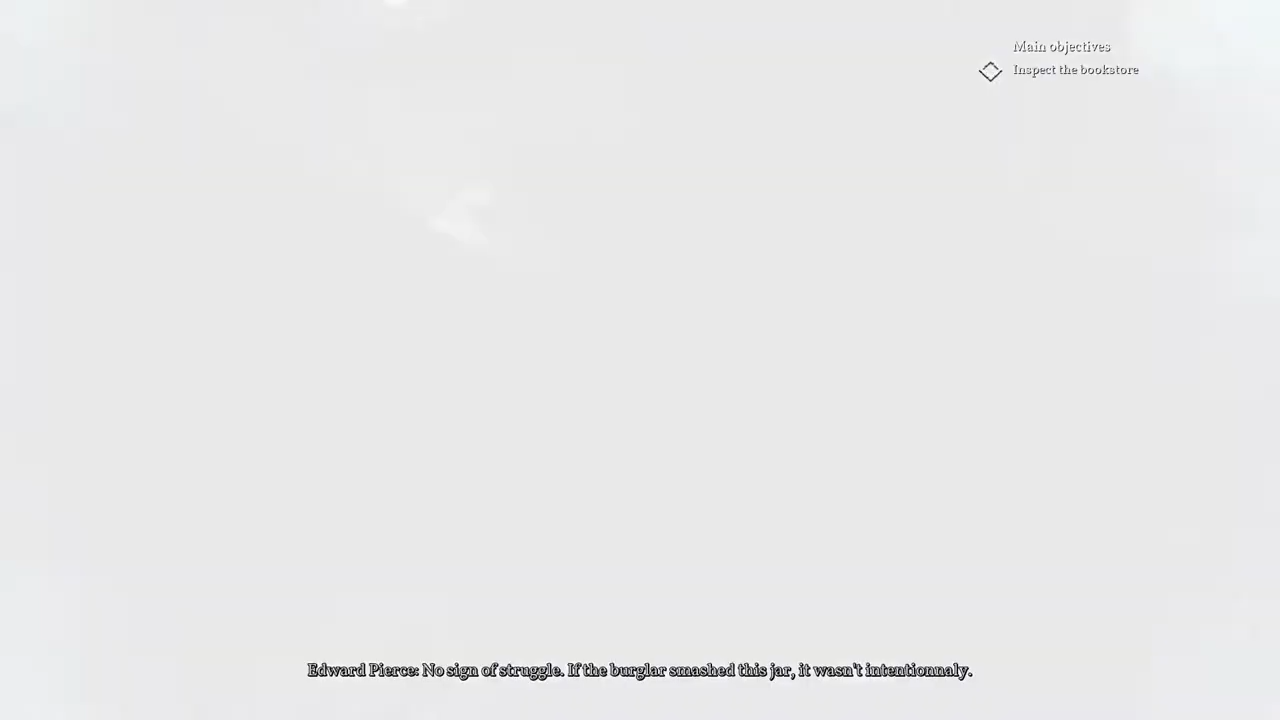 Main objectives
Inspect the bookstore
Edward Pierce: No sign of struggle. If the burglar smashed this jar, it wasn't intentionnaly.